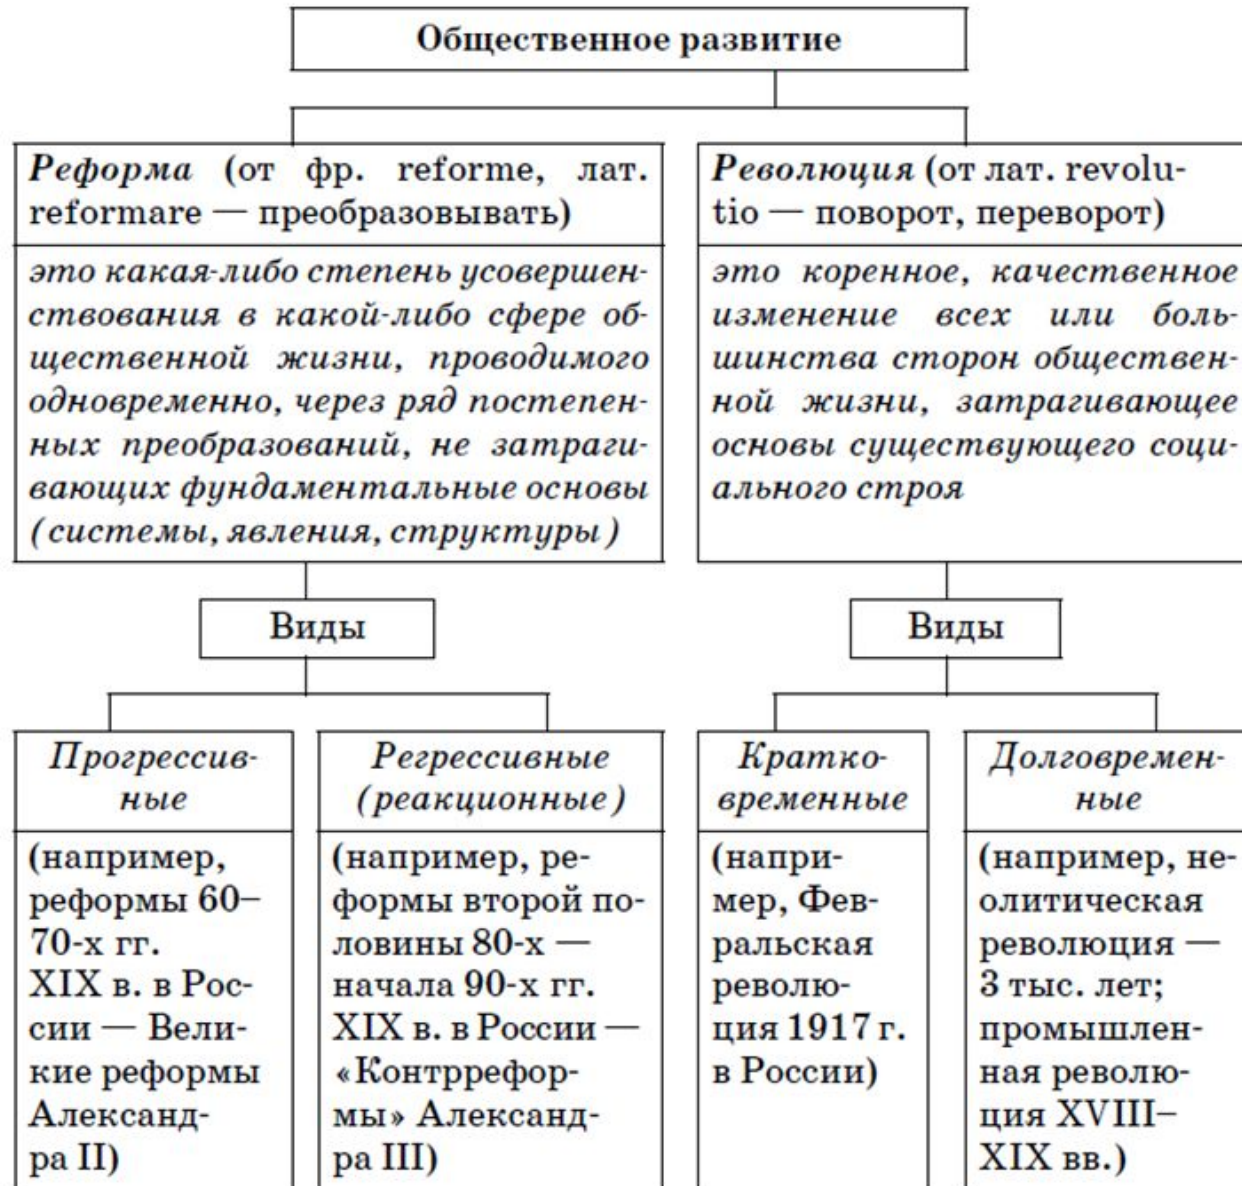 Общественное развитие
Реформа (от фр. reforme, лат.
reformare — преобразовывать)
это какая-либо степень усовершен-
ствования в какой-либо сфере об-
щественной жизни, проводимого
одновременно, через ряд постепен-
ных преобразований, не затраги-
вающих фундаментальные основы
(системы, явления, структуры)
Революция (от лат. revolu-
tio — поворот, переворот)
это коренное, качественное
изменение всех или боль-
шинства сторон обществен-
ной жизни, затрагивающее
основы существующего соци-
ального строя
Виды
Виды
Прогрессив-
ные
(например,
реформы 60–
70-х гг.
XIX в. в Рос-
сии — Вели-
кие реформы
Александ-
ра II)
Регрессивные
(реакционные)
(например, ре-
формы второй по-
ловины 80-х —
начала 90-х гг.
XIX в. в России —
«Контррефор-
мы» Александ-
ра III)
Кратко-
временные
(напри-
мер, Фев-
ральская
револю-
ция 1917 г.
в России)
Долговремен-
ные
(например, не-
олитическая
революция —
3 тыс. лет;
промышлен-
ная револю-
ция XVIII–
XIX вв.)